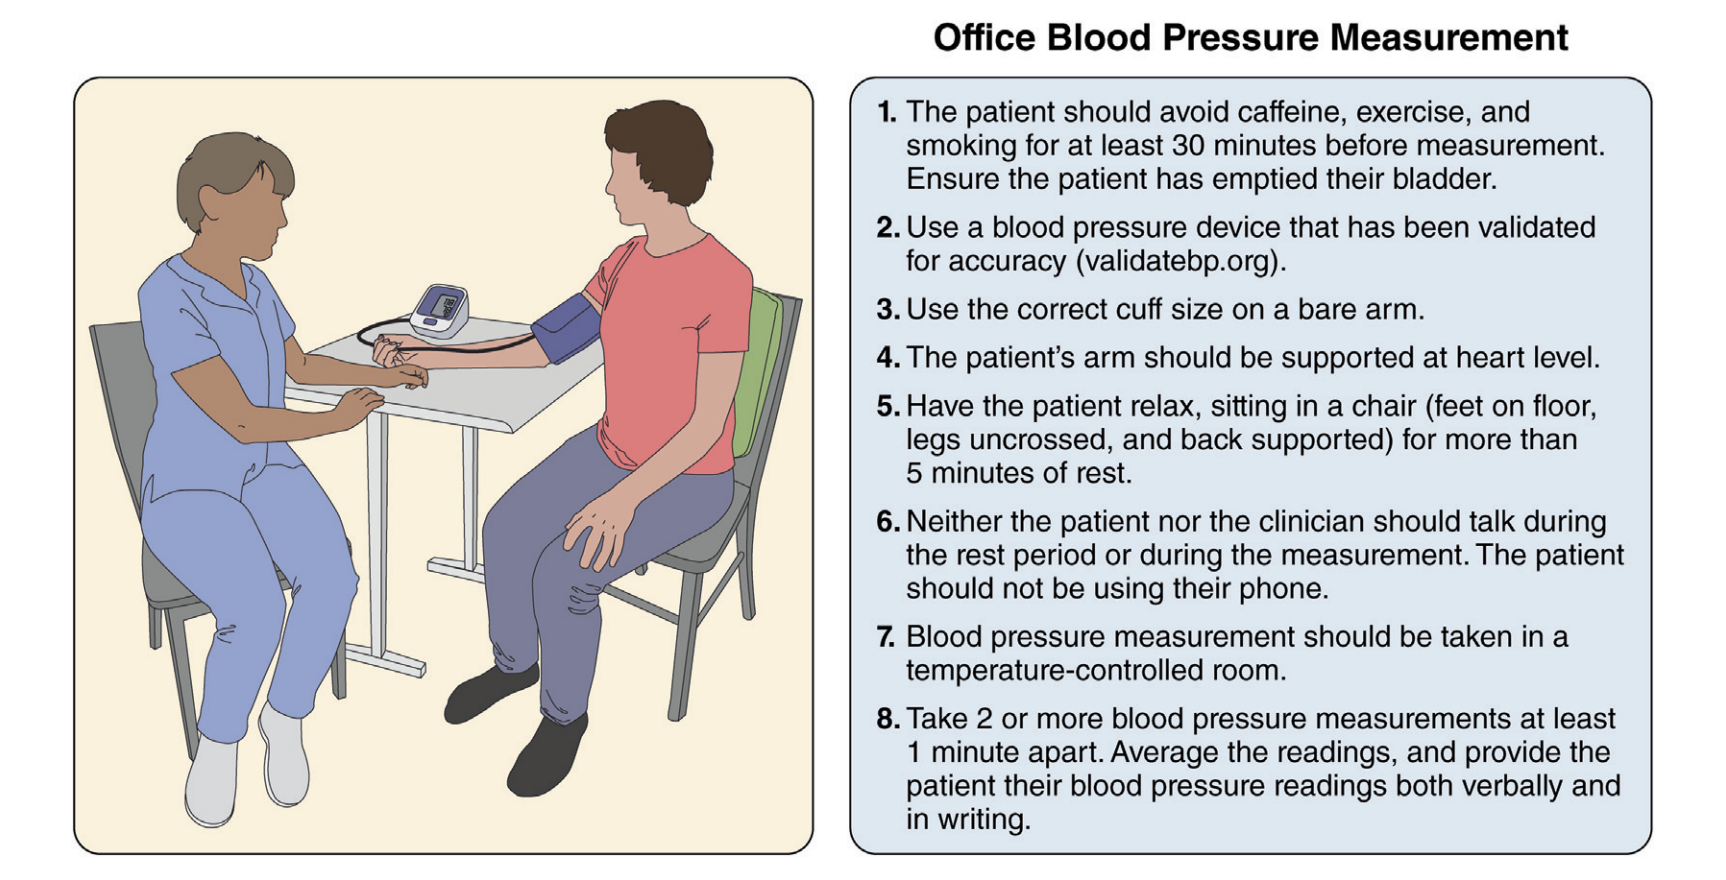 Office Blood Pressure Measurement
1. The patient should avoid caffeine, exercise, and
smoking for at least 30 minutes before measurement.
Ensure the patient has emptied their bladder.
2. Use a blood pressure device that has been validated
for accuracy (validatebp.org).
3. Use the correct cuff size on a bare arm.
4. The patient’s arm should be supported at heart level.
5. Have the patient relax, sitting in a chair (feet on floor,
legs uncrossed, and back supported) for more than
5 minutes of rest.
6. Neither the patient nor the clinician should talk during
the rest period or during the measurement. The patient
should not be using their phone.
7. Blood pressure measurement should be taken in a
temperature-controlled room.
8. Take 2 or more blood pressure measurements at least
1 minute apart. Average the readings, and provide the
patient their blood pressure readings both verbally and
in writing.